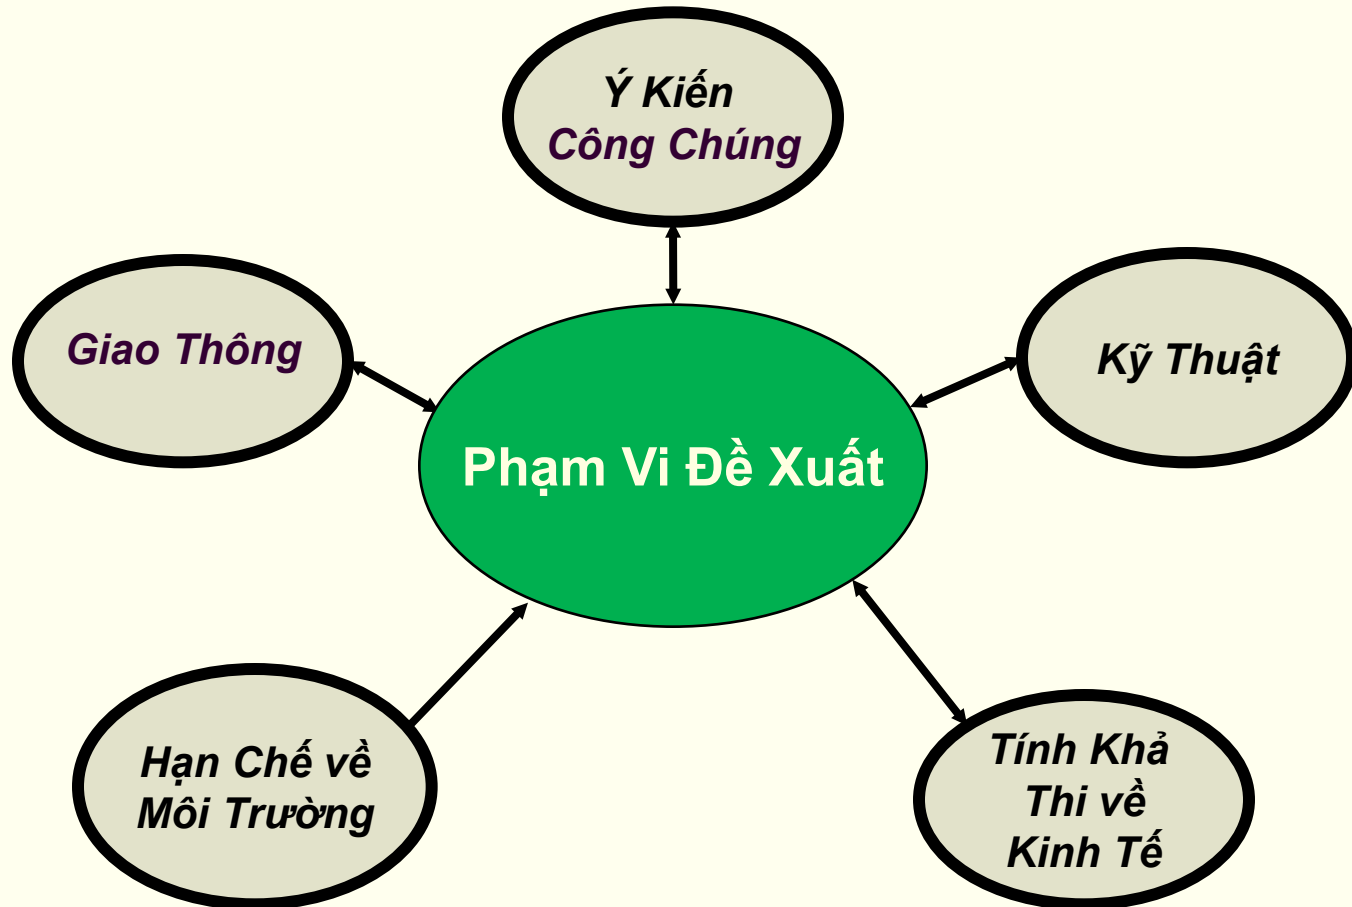 Ý Kiến
Công Chúng
Giao Thông
Kỹ Thuật
Phạm Vi Đề Xuất
Hạn Chế về
Môi Trường
Tính Khả
Thi về
Kinh Tế